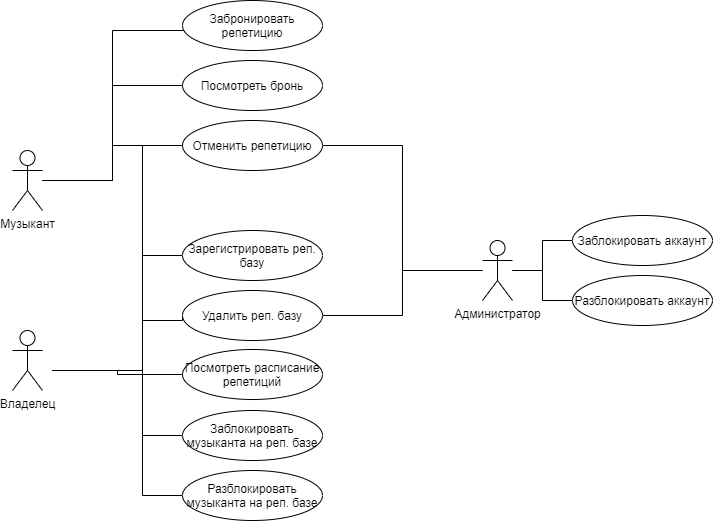 Забронировать
репетицию
Посмотреть бронь
Отменить репетицию
Музыкант
Зарегистрировать реп.
базу
Заблокировать аккаунт
Разблокировать аккаунт
Администратор
Удалить реп. базу
Посмотреть расписание
репетиций
Владелец
Заблокировать
музыканта на реп. базе
Разблокировать
музыканта на реп. базе